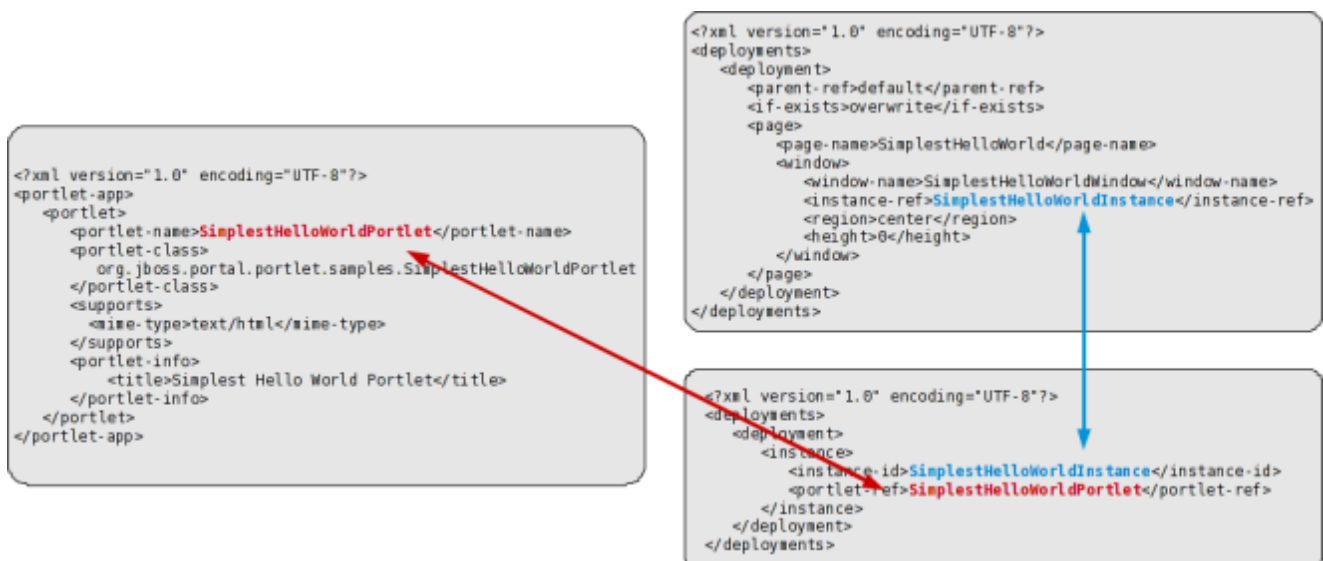 <?xml version="1.0" encoding="UTF-8"?>
<portlet-app>
<portlet>
<portlet-name>SimplestHelloWorldPortlet</portlet-name>
<portlet-class>
org.jboss.portal.portlet.samples.SimplestHelloWorldPortlet
</portlet-class>
<supports>
<mime-type>text/html</mime-type>
</supports>
<portlet-info>
<title>Simplest Hello World Portlet</title>
</portlet-info>
</portlet>
</portlet-app>
<?xml version="1.0" encoding="UTF-8"?>
<deployments>
<deployment>
<parent-ref>default</parent-ref>
<if-exists>overwrite</if-exists>
<page>
<page-name>SimplestHelloWorld</page-name>
<window>
<window-name>SimplestHelloWorldWindow</window-name>
<instance-ref>SimplestHelloWorldInstance</instance-ref>
<region>center</region>
<height>0</height>
</window>
</page>
</deployment>
</deployments>
<?xml version="1.0" encoding="UTF-8"?>
<deployments>
<deployment>
<instance>
<instance-id>SimplestHelloWorldInstance</instance-id>
<portlet-ref>SimplestHelloWorldPortlet</portlet-ref>
</instance>
</deployment>
</deployments>